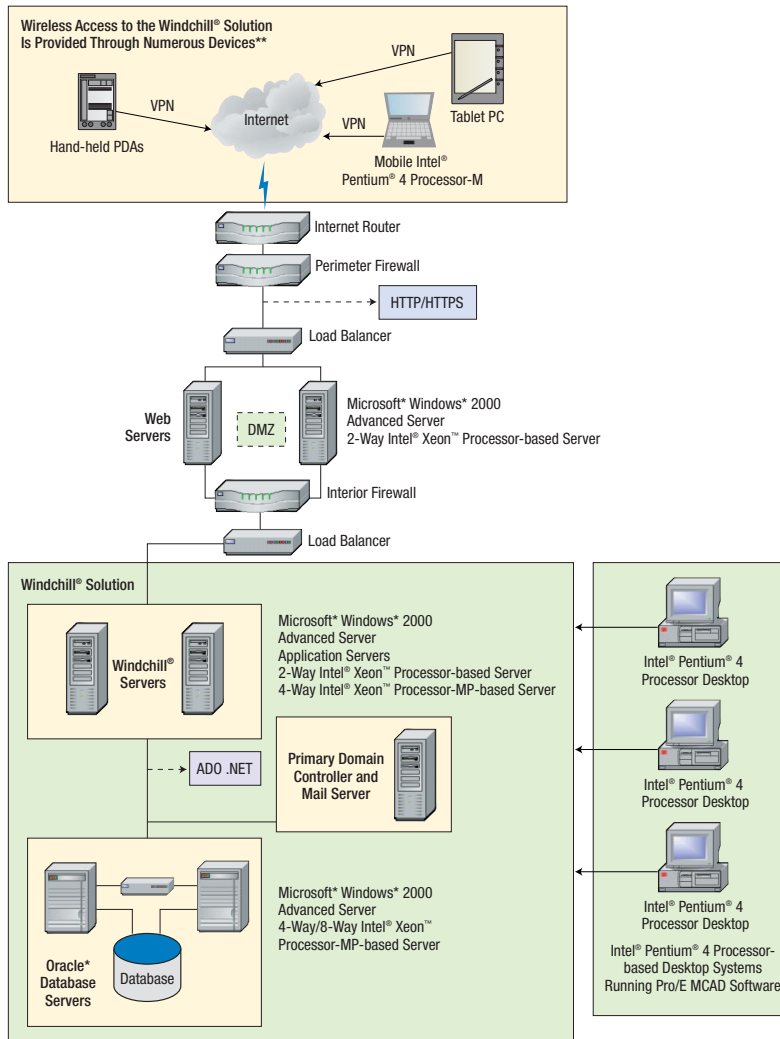 Wireless Access to the Windchill® Solution
Is Provided Through Numerous Devices**
VPN
VPN
Internet
VPN
Tablet PC
Hand-held PDAs
Mobile Intel®
Pentium® 4 Processor-M
Internet Router
Perimeter Firewall
HTTP/HTTPS
Load Balancer
Web
Servers
DMZ
Microsoft* Windows* 2000
Advanced Server
2-Way Intel® Xeon™ Processor-based Server
Interior Firewall
Load Balancer
Windchill® Solution
Windchill®
Servers
Microsoft* Windows* 2000
Advanced Server
Application Servers
2-Way Intel® Xeon™ Processor-based Server
4-Way Intel® Xeon™ Processor-MP-based Server
ADO .NET
Primary Domain
Controller and
Mail Server
Oracle*
Database
Servers
Database
Microsoft* Windows* 2000
Advanced Server
4-Way/8-Way Intel® Xeon™
Processor-MP-based Server
Intel® Pentium® 4
Processor Desktop
Intel® Pentium® 4
Processor Desktop
Intel® Pentium® 4
Processor Desktop
Intel® Pentium® 4 Processor-
based Desktop Systems
Running Pro/E MCAD Software